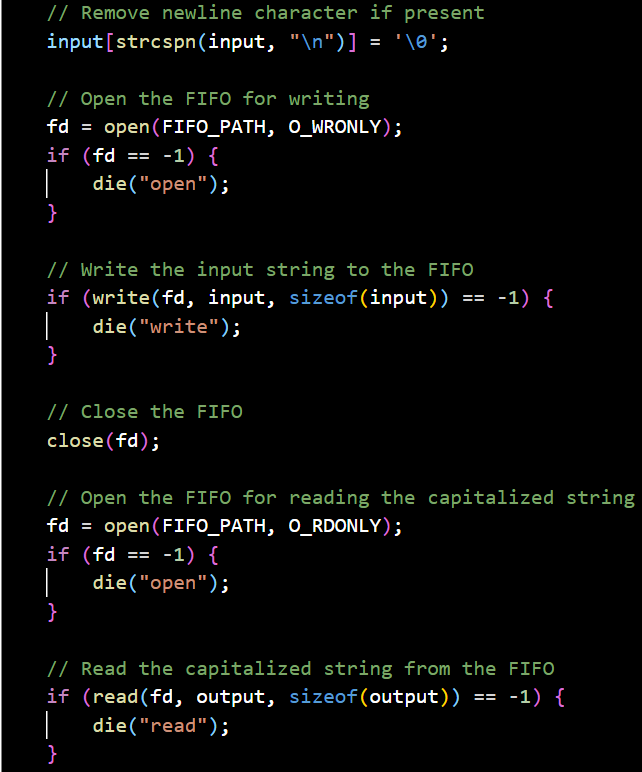 // Remove newline character if present
input[strcspn(input, "\n")] = '\0';
// Open the FIFO for writing
fd = open(FIFO_PATH, O_WRONLY);
if (fd == -1) {
die("open");
}
// Write the input string to the FIFO
if (write(fd, input, sizeof(input)) == -1) {
die("write");
}
// Close the FIFO
close(fd);
// Open the FIFO for reading the capitalized string
fd = open(FIFO_PATH, O_RDONLY);
if (fd == -1) {
die("open");
}
// Read the capitalized string from the FIFO
if (read(fd, output, sizeof(output)) == -1) {
die("read");
}